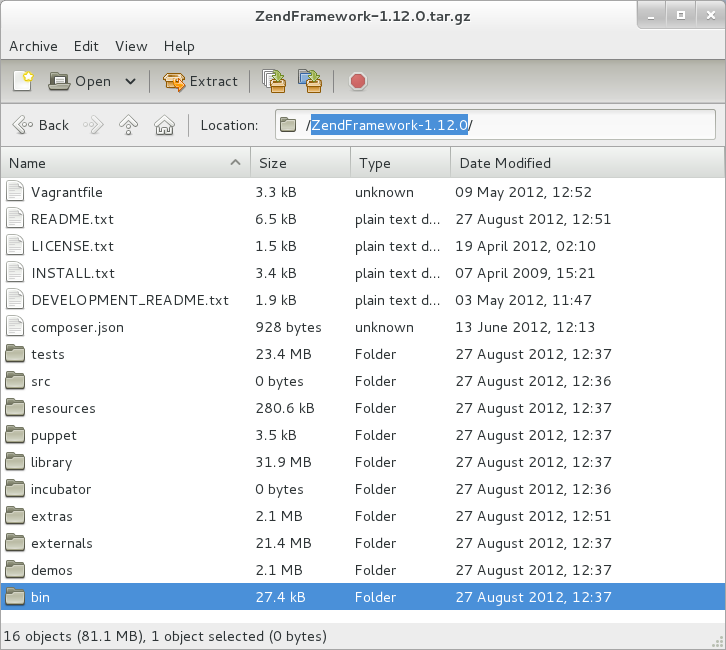 ZendFramework-1.12.0.tar.gz
Archive Edit View Help
Open Extract
Back Location: /ZendFramework-1.12.0/
Name Size Type Date Modified
Vagrantfile 3.3 kB unknown 09 May 2012, 12:52
README.txt 6.5 kB plain text d... 27 August 2012, 12:51
LICENSE.txt 1.5 kB plain text d... 19 April 2012, 02:10
INSTALL.txt 3.4 kB plain text d... 07 April 2009, 15:21
DEVELOPMENT_README.txt 1.9 kB plain text d... 03 May 2012, 11:47
composer.json 928 bytes unknown 13 June 2012, 12:13
tests 23.4 MB Folder 27 August 2012, 12:37
src 0 bytes Folder 27 August 2012, 12:36
resources 280.6 kB Folder 27 August 2012, 12:37
puppet 3.5 kB Folder 27 August 2012, 12:37
library 31.9 MB Folder 27 August 2012, 12:37
incubator 0 bytes Folder 27 August 2012, 12:36
extras 2.1 MB Folder 27 August 2012, 12:51
externals 21.4 MB Folder 27 August 2012, 12:37
demos 2.1 MB Folder 27 August 2012, 12:37
bin 27.4 kB Folder 27 August 2012, 12:37
16 objects (81.1 MB), 1 object selected (0 bytes)